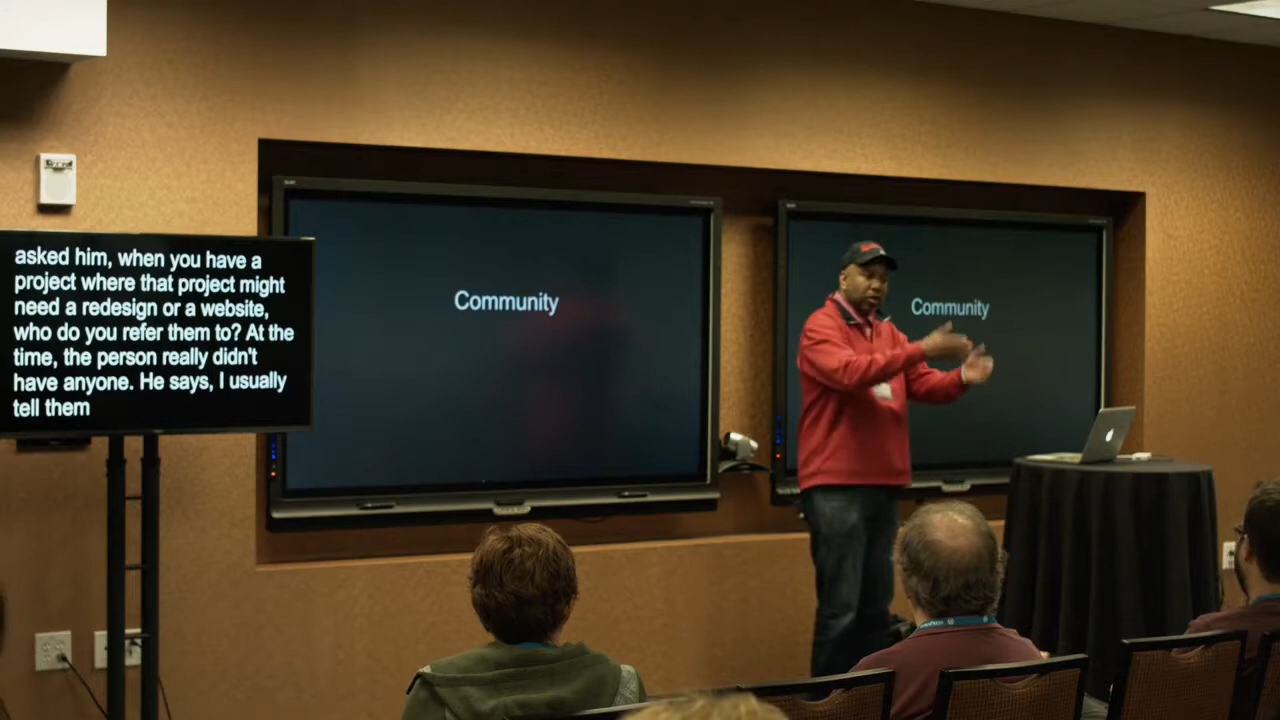 asked him, when you have a
project where that project might
need a redesign or a website,
who do you refer them to? At the
time, the person really didn't
have anyone. He says, I usually
tell them
Community
Community